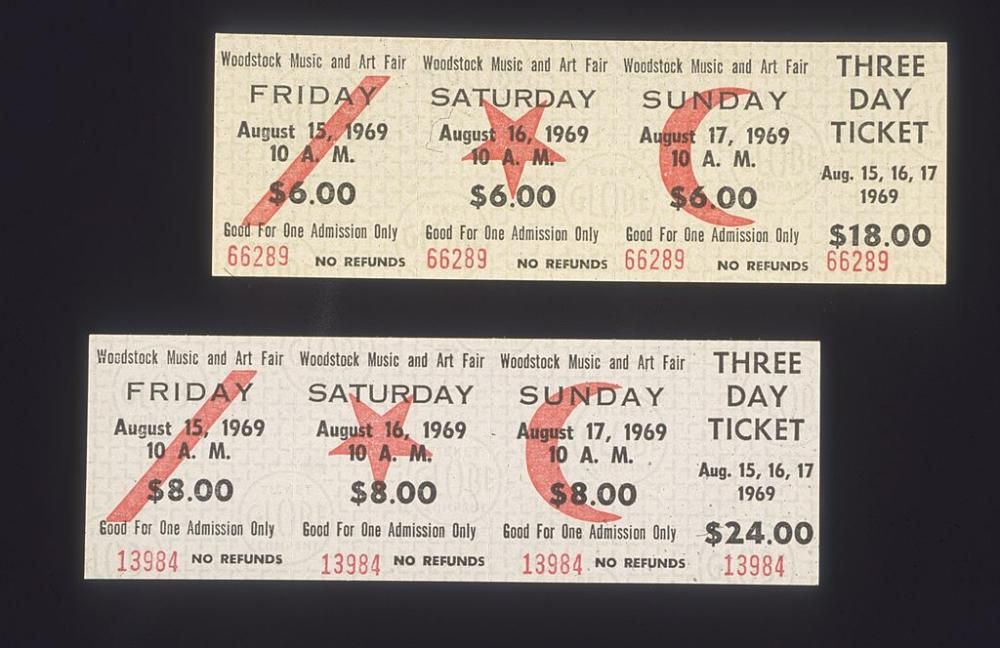 Woodstock Music and Art Fair
FRIDAY
August 15, 1969
10 A. M.
$6.00
Good For One Admission Only
66289 NO REFUNDS
Woodstock Music and Art Fair
SATURDAY
August 16, 1969
10 A. M.
$6.00
Good For One Admission Only
66289 NO REFUNDS
Woodstock Music and Art Fair
SUNDAY
August 17, 1969
10 A. M.
$6.00
Good For One Admission Only
66289 NO REFUNDS
THREE
DAY
TICKET
Aug. 15, 16, 17
1969
$18.00
66289
Woodstock Music and Art Fair
FRIDAY
August 15, 1969
10 A. M.
$8.00
Good For One Admission Only
13984 NO REFUNDS
Woodstock Music and Art Fair
SATURDAY
August 16, 1969
10 A. M.
$8.00
Good For One Admission Only
13984 NO REFUNDS
Woodstock Music and Art Fair
SUNDAY
August 17, 1969
10 A. M.
$8.00
Good For One Admission Only
13984 NO REFUNDS
THREE
DAY
TICKET
Aug. 15, 16, 17
1969
$24.00
13984